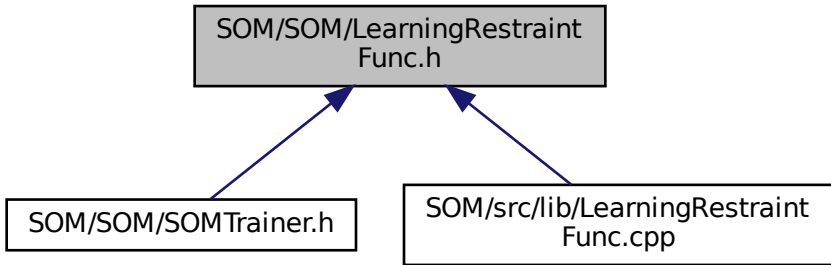 SOM/SOM/LearningRestraint
Func.h
SOM/SOM/SOMTrainer.h
SOM/src/lib/LearningRestraint
Func.cpp